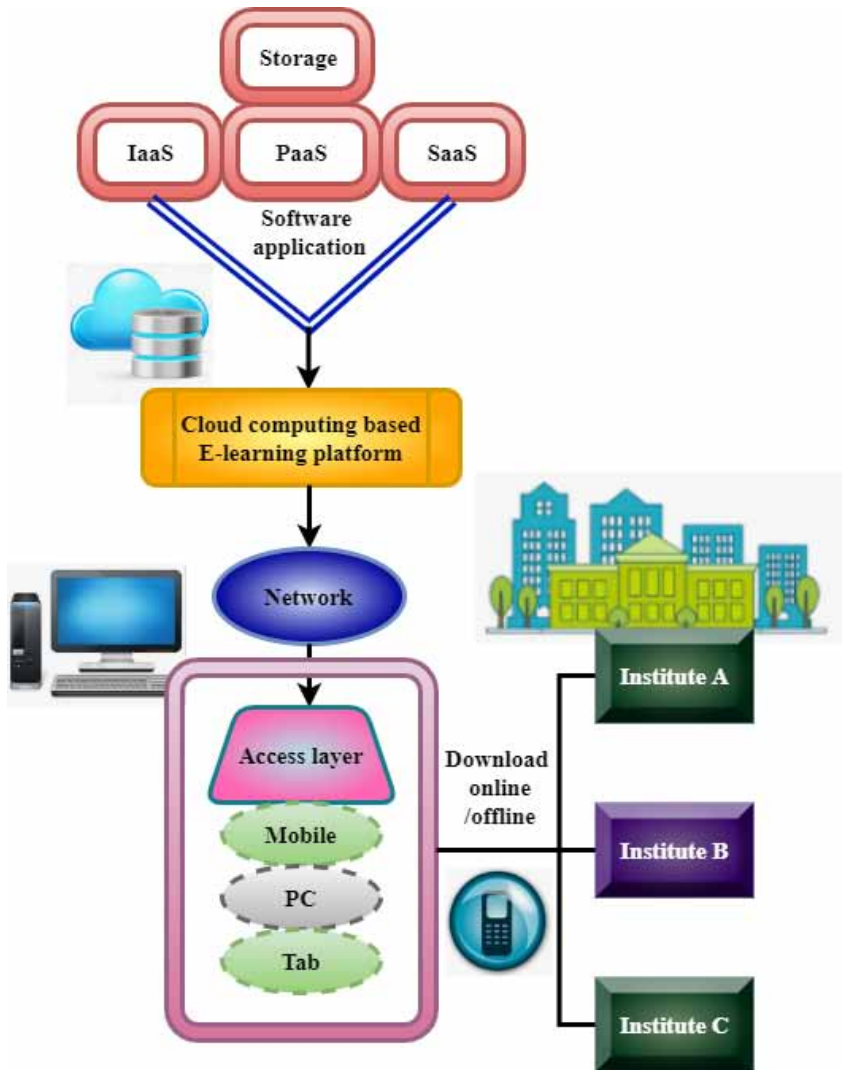 Storage
IaaS
PaaS
SaaS
Software
application
Cloud computing based
E-learning platform
Network
Access layer
Mobile
PC
Tab
Download
online
/offline
Institute A
Institute B
Institute C